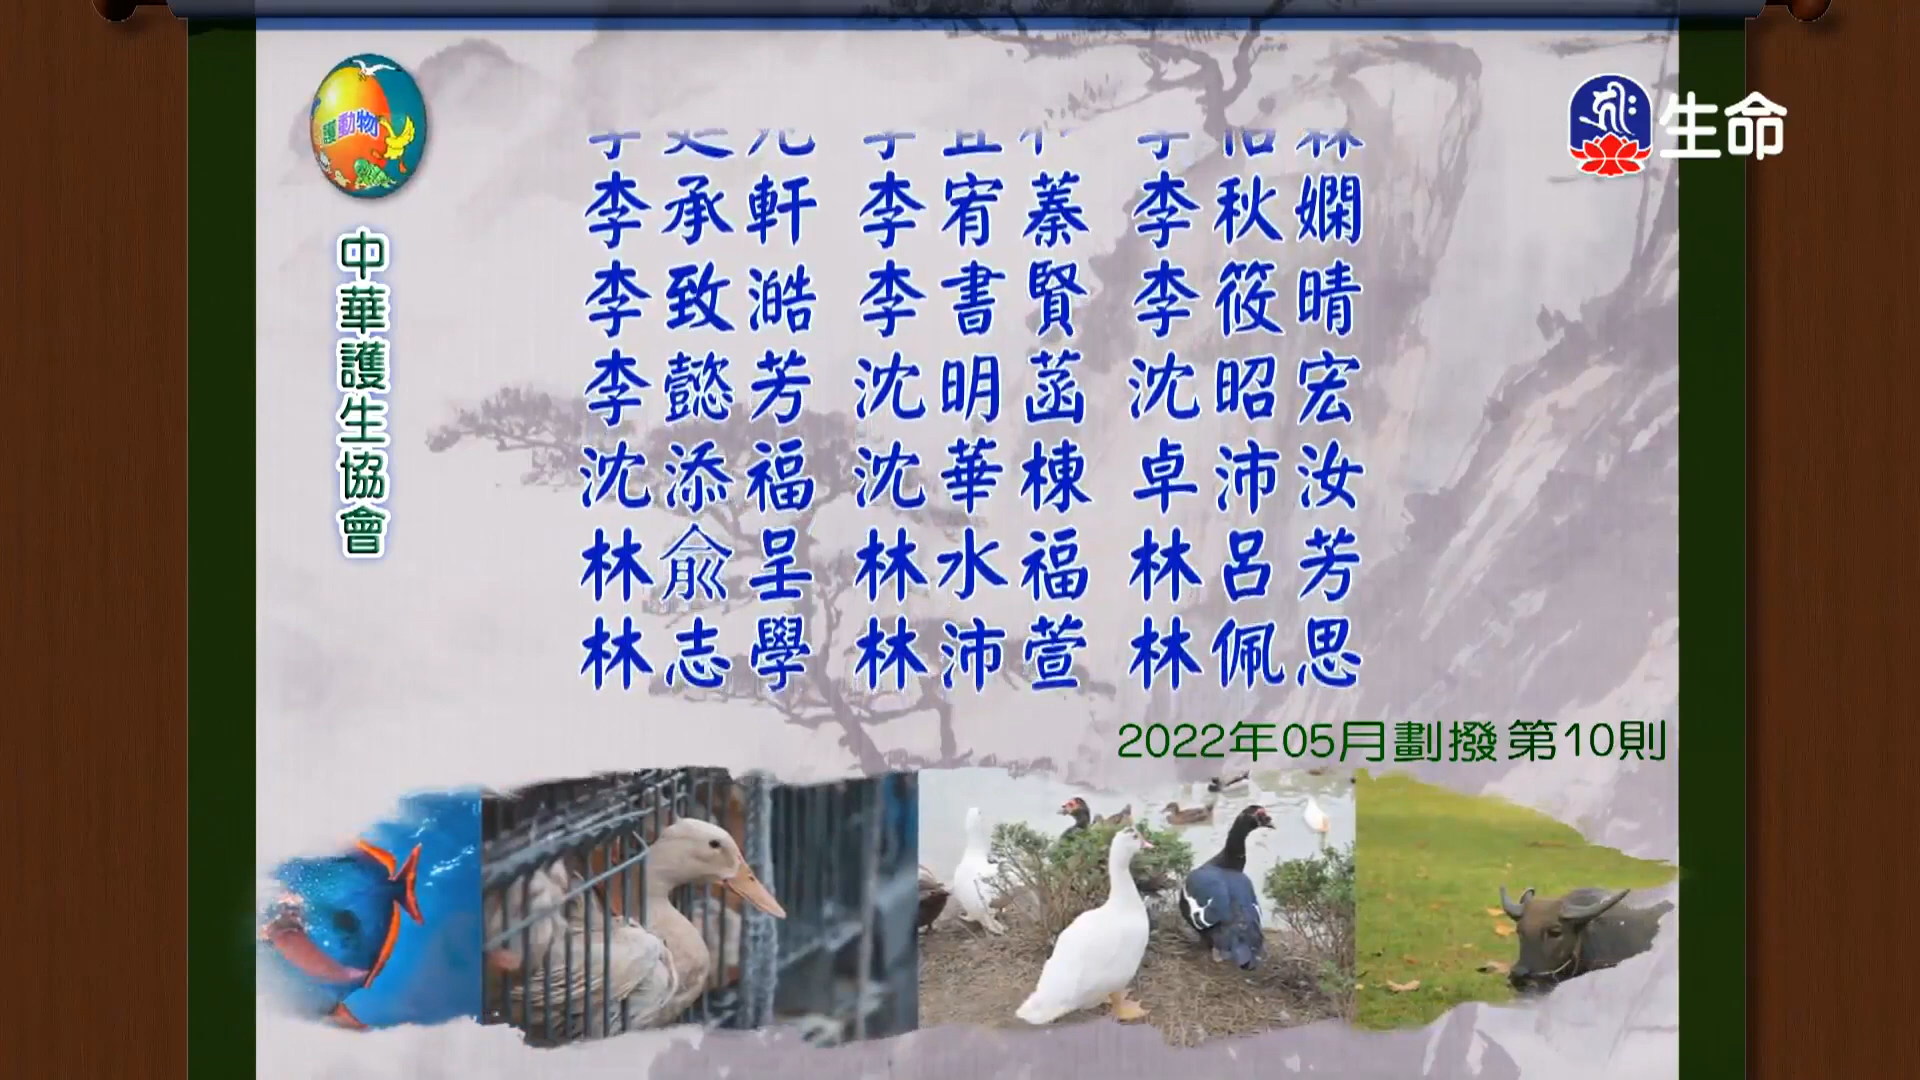 護動物
生命
中華護生協會
李承軒 李宥蓁 李秋嫻
李致澔 李書賢 李筱晴
李懿芳 沈明菡 沈昭宏
沈添福 沈華棟 卓沛汝
林俞呈 林水福 林呂芳
林志學 林沛萱 林佩思
2022年05月劃撥第10則